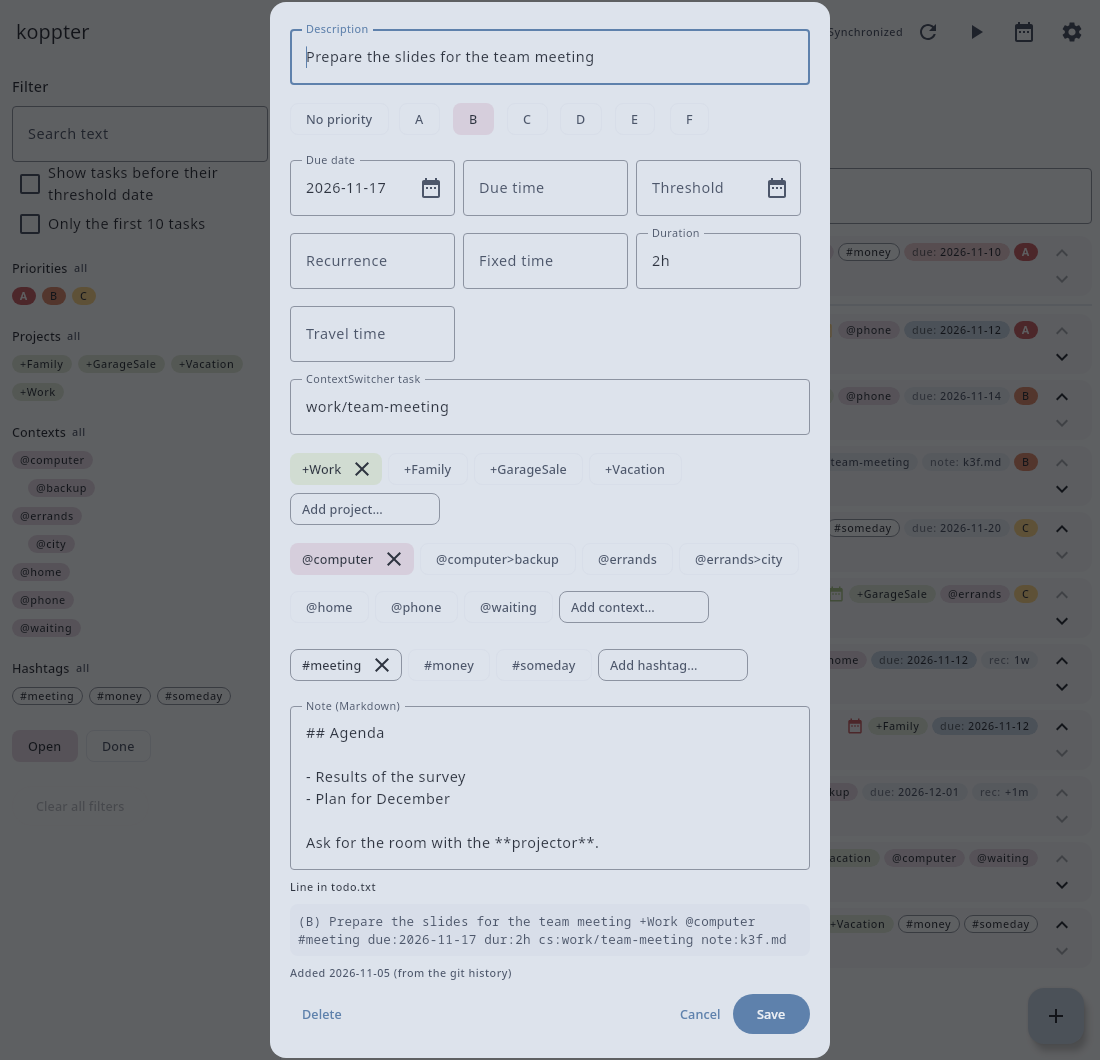 koppter
Synchronized
Filter
Search text
Show tasks before their
threshold date
Only the first 10 tasks
Priorities all
A B C
Projects all
+Family +GarageSale +Vacation
+Work
Contexts all
@computer
@backup
@errands
@city
@home
@phone
@waiting
Hashtags all
#meeting #money #someday
Open Done
Clear all filters
Description
Prepare the slides for the team meeting
No priority A B C D E F
Due date
2026-11-17 Due time Threshold
Duration
Recurrence Fixed time 2h
Travel time
ContextSwitcher task
work/team-meeting
+Work +Family +GarageSale +Vacation
Add project...
@computer @computer>backup @errands @errands>city
@home @phone @waiting Add context...
#meeting #money #someday Add hashtag...
Note (Markdown)
## Agenda
- Results of the survey
- Plan for December
Ask for the room with the **projector**.
Line in todo.txt
(B) Prepare the slides for the team meeting +Work @computer
#meeting due:2026-11-17 dur:2h cs:work/team-meeting note:k3f.md
Added 2026-11-05 (from the git history)
Delete Cancel Save
#money due: 2026-11-10 A
@phone due: 2026-11-12 A
@phone due: 2026-11-14 B
team-meeting note: k3f.md B
#someday due: 2026-11-20 C
+GarageSale @errands C
due: 2026-11-12 rec: 1w
+Family due: 2026-11-12
due: 2026-12-01 rec: +1m
@computer @waiting
+Vacation #money #someday